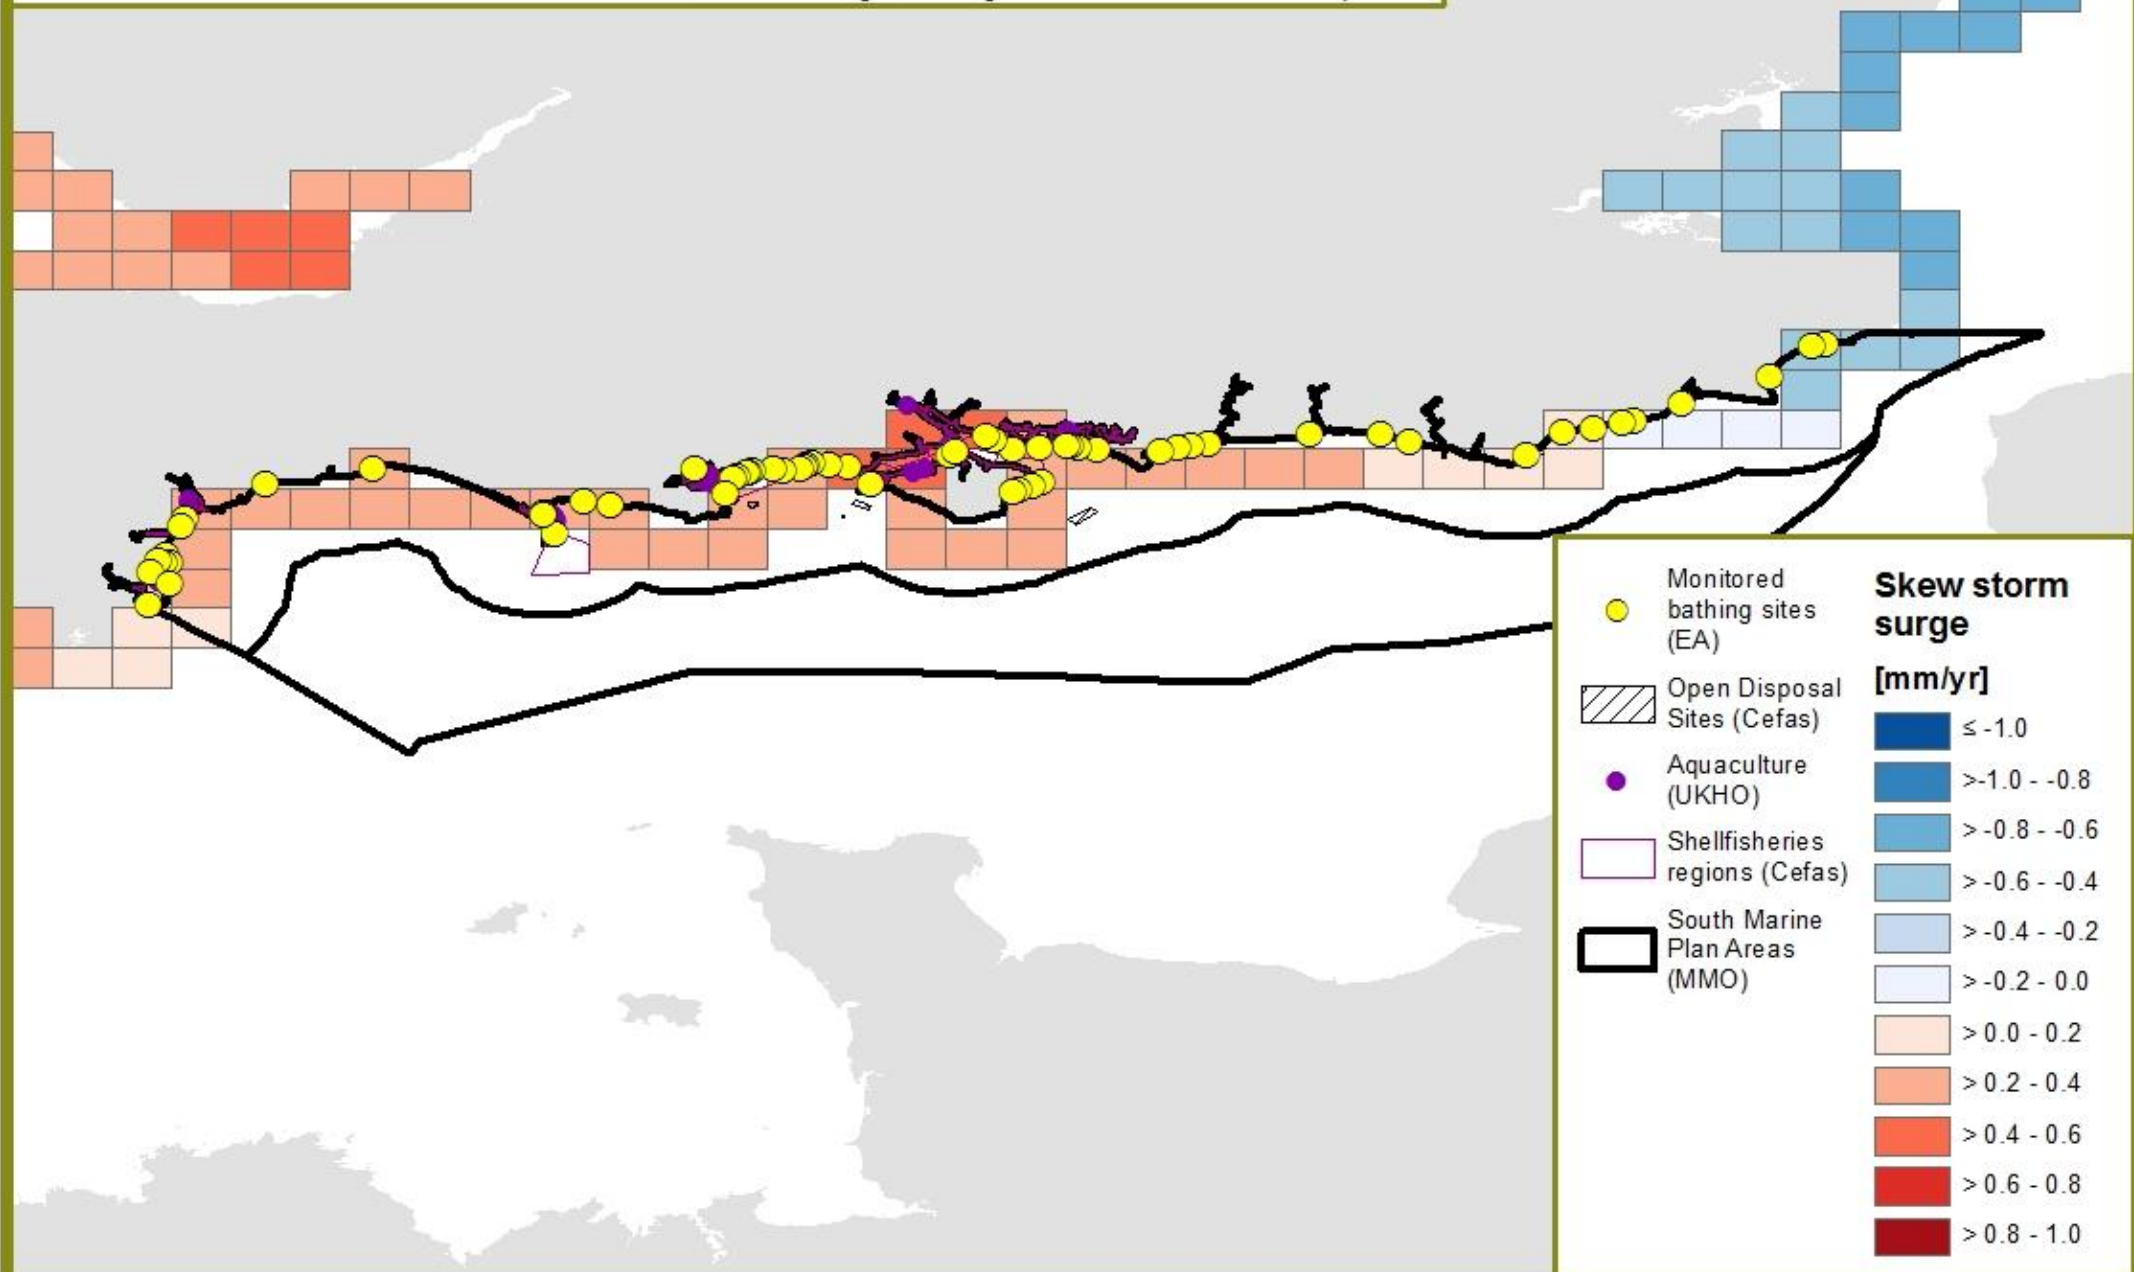 Monitored
bathing sites
(EA)
Open Disposal
Sites (Cefas)
Aquaculture
(UKHO)
Shellfisheries
regions (Cefas)
South Marine
Plan Areas
(MMO)
Skew storm
surge
[mm/yr]
≤ -1.0
>-1.0 - -0.8
> -0.8 - -0.6
> -0.6 - -0.4
> -0.4 - -0.2
> -0.2 - 0.0
> 0.0 - 0.2
> 0.2 - 0.4
> 0.4 - 0.6
> 0.6 - 0.8
> 0.8 - 1.0